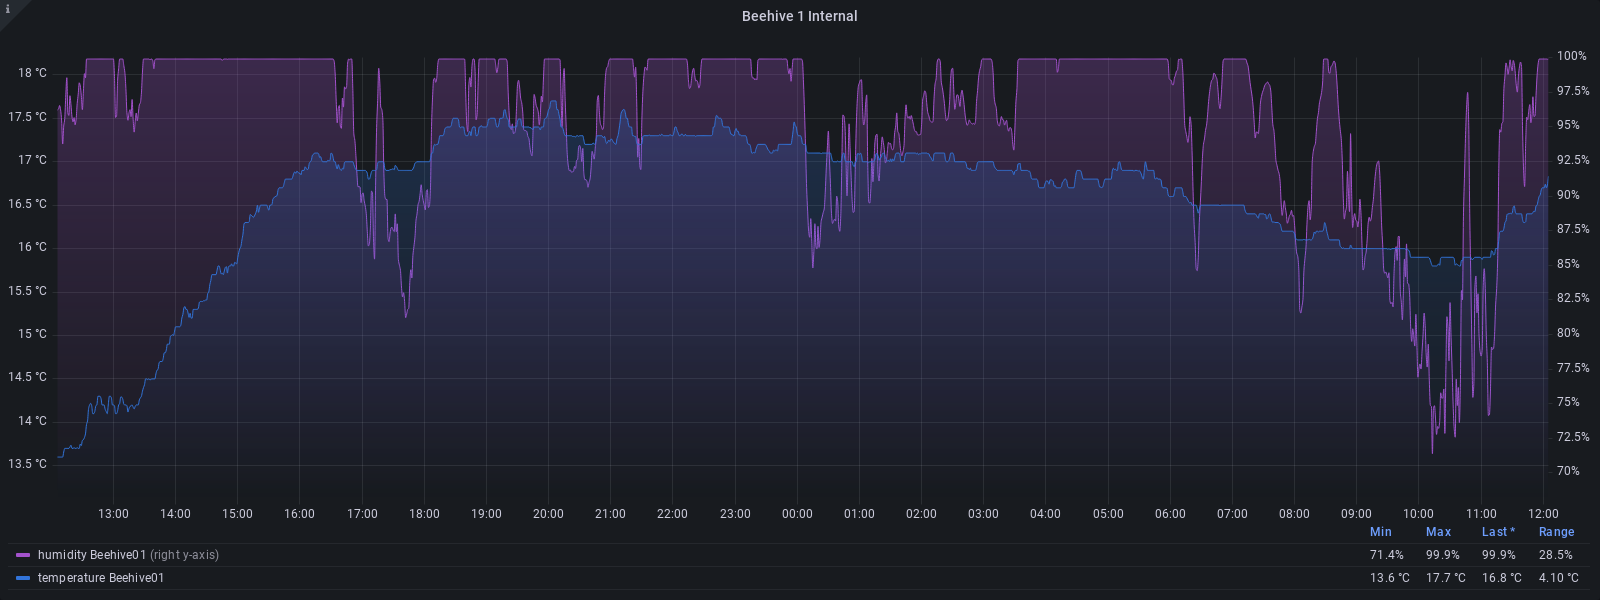 i
Beehive 1 Internal
18 °C
17.5 °C
17 °C
16.5 °C
16 °C
15.5 °C
15 °C
14.5 °C
14 °C
13.5 °C
100%
97.5%
95%
92.5%
90%
87.5%
85%
82.5%
80%
77.5%
75%
72.5%
70%
13:00 14:00 15:00 16:00 17:00 18:00 19:00 20:00 21:00 22:00 23:00 00:00 01:00 02:00 03:00 04:00 05:00 06:00 07:00 08:00 09:00 10:00 11:00 12:00
Min Max Last * Range
humidity Beehive01 (right y-axis) 71.4% 99.9% 99.9% 28.5%
temperature Beehive01 13.6 °C 17.7 °C 16.8 °C 4.10 °C